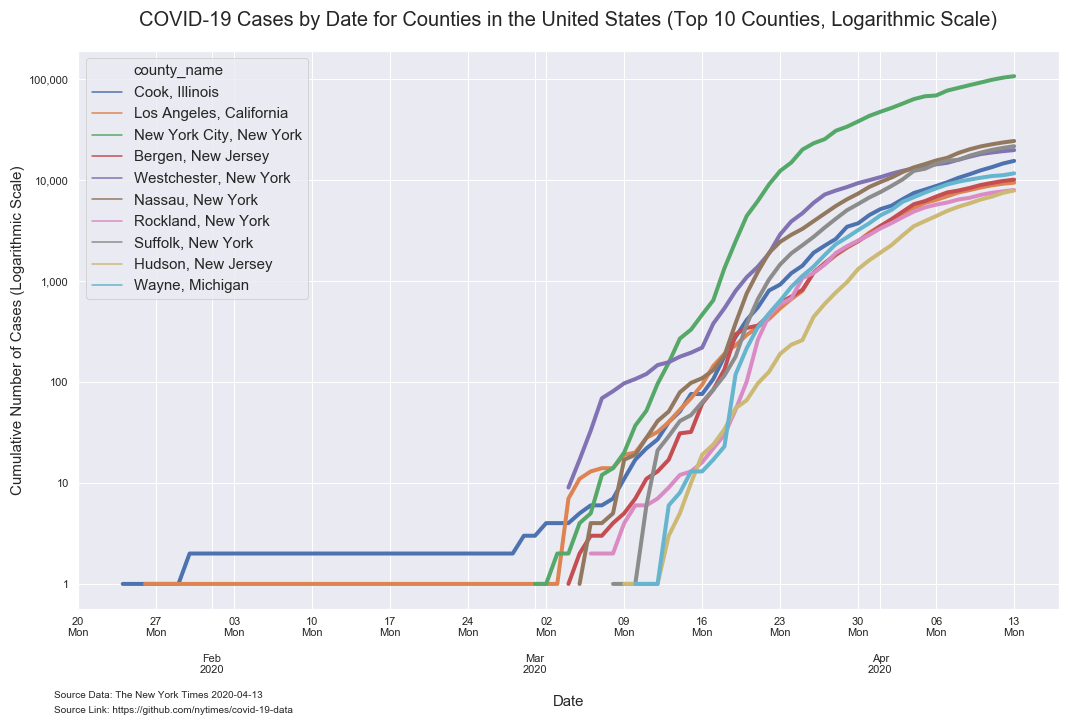 COVID-19 Cases by Date for Counties in the United States (Top 10 Counties, Logarithmic Scale)
Cumulative Number of Cases (Logarithmic Scale)
100,000
10,000
1,000
100
10
1
county_name
Cook, Illinois
Los Angeles, California
New York City, New York
Bergen, New Jersey
Westchester, New York
Nassau, New York
Rockland, New York
Suffolk, New York
Hudson, New Jersey
Wayne, Michigan
20 27 03 10 17 24 02 09 16 23 30 06 13
Mon Mon Mon Mon Mon Mon Mon Mon Mon Mon Mon Mon Mon
Feb Mar Apr
2020 2020 2020
Date
Source Data: The New York Times 2020-04-13
Source Link: https://github.com/nytimes/covid-19-data